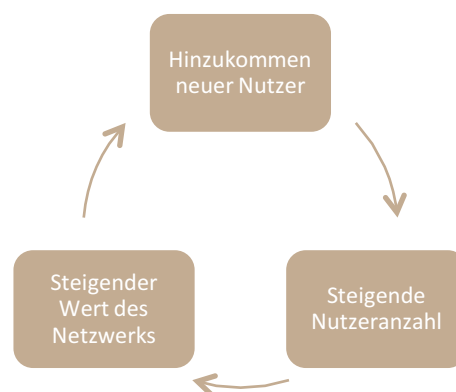 Hinzukommen
neuer Nutzer
Steigende
Nutzeranzahl
Steigender
Wert des
Netzwerks